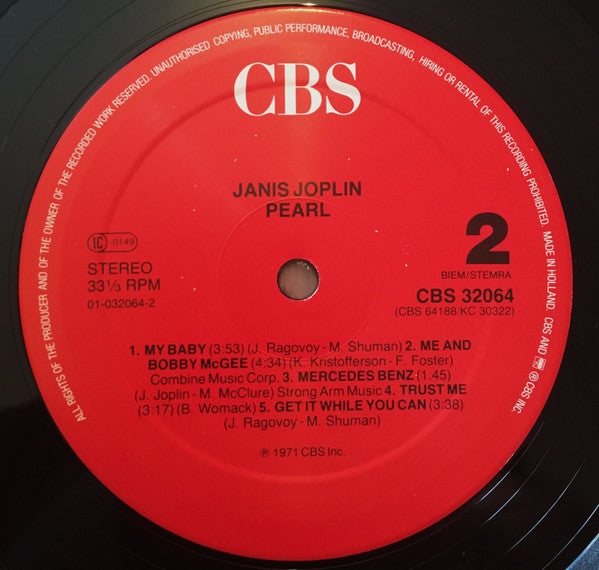 ALL RIGHTS OF THE PRODUCER AND OF THE OWNER OF THE RECORDED WORK RESERVED. UNAUTHORISED COPYING, PUBLIC PERFORMANCE, BROADCASTING, HIRING OR RENTAL OF THIS RECORDING PROHIBITED. MADE IN HOLLAND. CBS AND ℗ CBS INC.
CBS
JANIS JOPLIN
PEARL
IC -0149
2
STEREO
BIEM/STEMRA
33⅓ RPM
CBS 32064
01-032064-2
(CBS 64188 KC 30322)
1. MY BABY (3:53) (J. Ragovoy - M. Shuman) 2. ME AND
BOBBY McGEE (4:34) (K. Kristofferson - F. Foster)
Combine Music Corp. 3. MERCEDES BENZ (1.45)
(J. Joplin - M. McClure) Strong Arm Music 4. TRUST ME
(3:17) (B. Womack) 5. GET IT WHILE YOU CAN (3:38)
(J. Ragovoy - M. Shuman)
℗ 1971 CBS Inc.